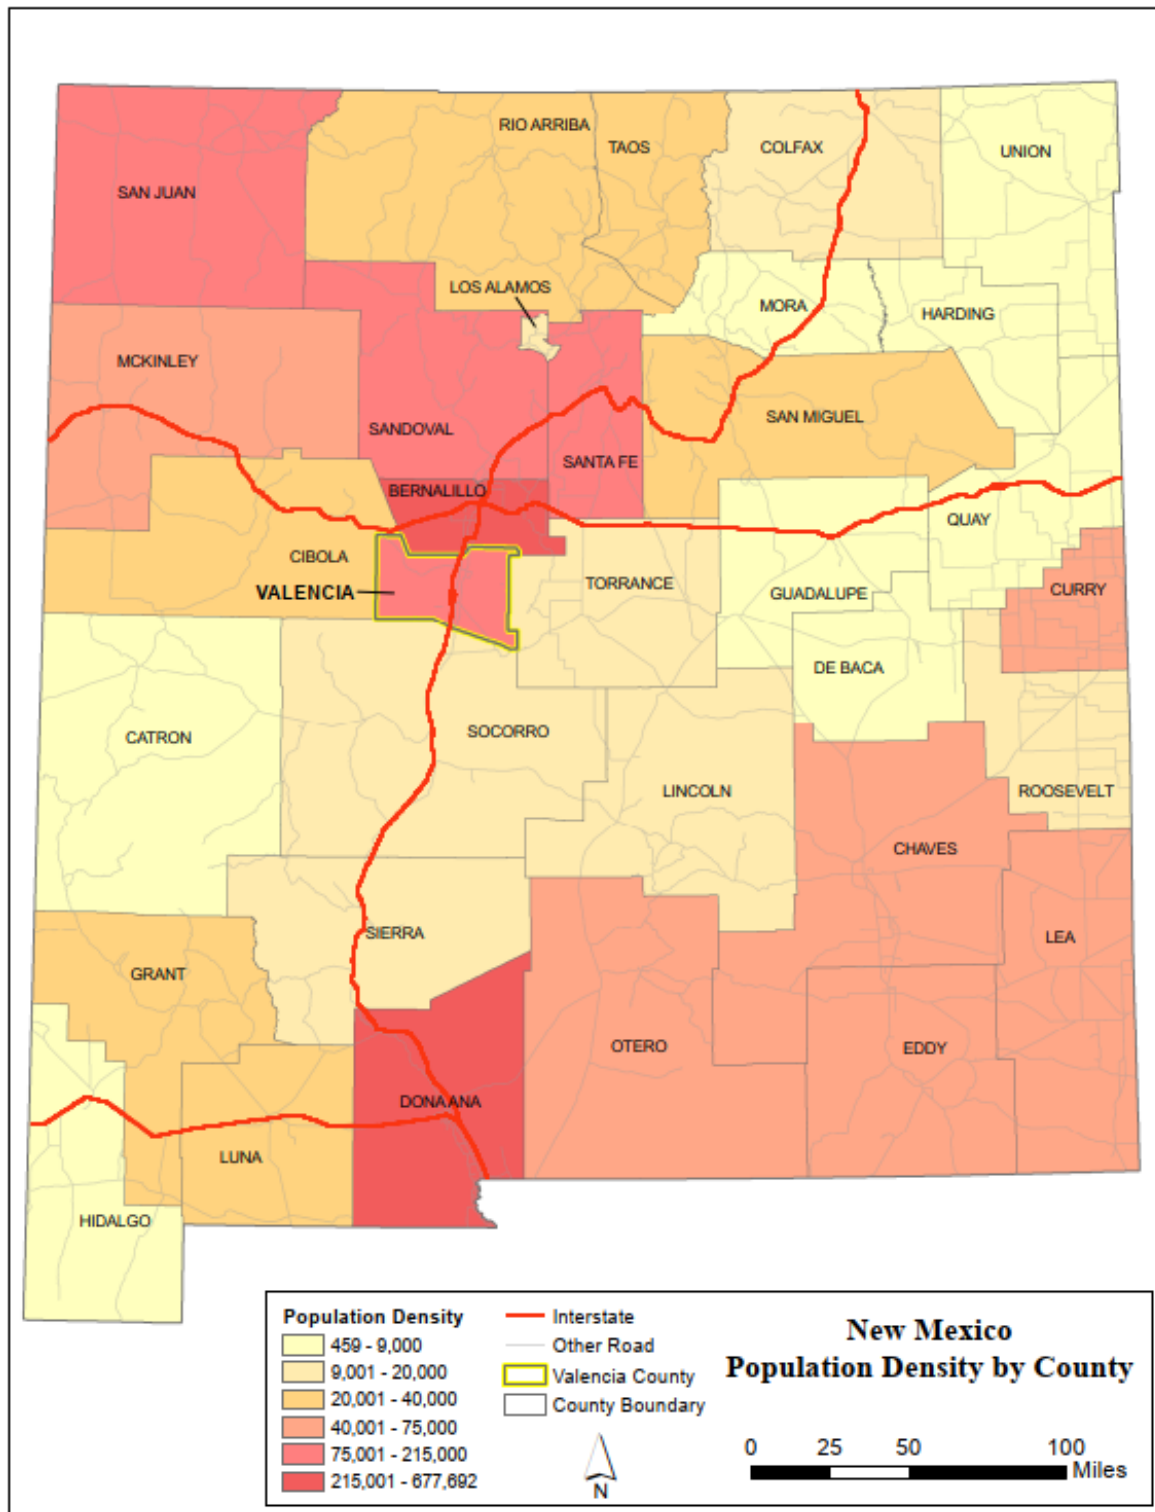 RIO ARRIBA
TAOS
COLFAX
UNION
SAN JUAN
LOS ALAMOS
MORA
HARDING
MCKINLEY
SAN MIGUEL
SANDOVAL
SANTA FE
BERNALILLO
QUAY
CIBOLA
TORRANCE
CURRY
VALENCIA
GUADALUPE
DE BACA
SOCORRO
CATRON
LINCOLN
ROOSEVELT
CHAVES
SIERRA
LEA
GRANT
OTERO
EDDY
DONA ANA
LUNA
HIDALGO
Population Density
459 - 9,000
9,001 - 20,000
20,001 - 40,000
40,001 - 75,000
75,001 - 215,000
215,001 - 677,692
Interstate
Other Road
Valencia County
County Boundary
N
New Mexico
Population Density by County
0 25 50 100
Miles